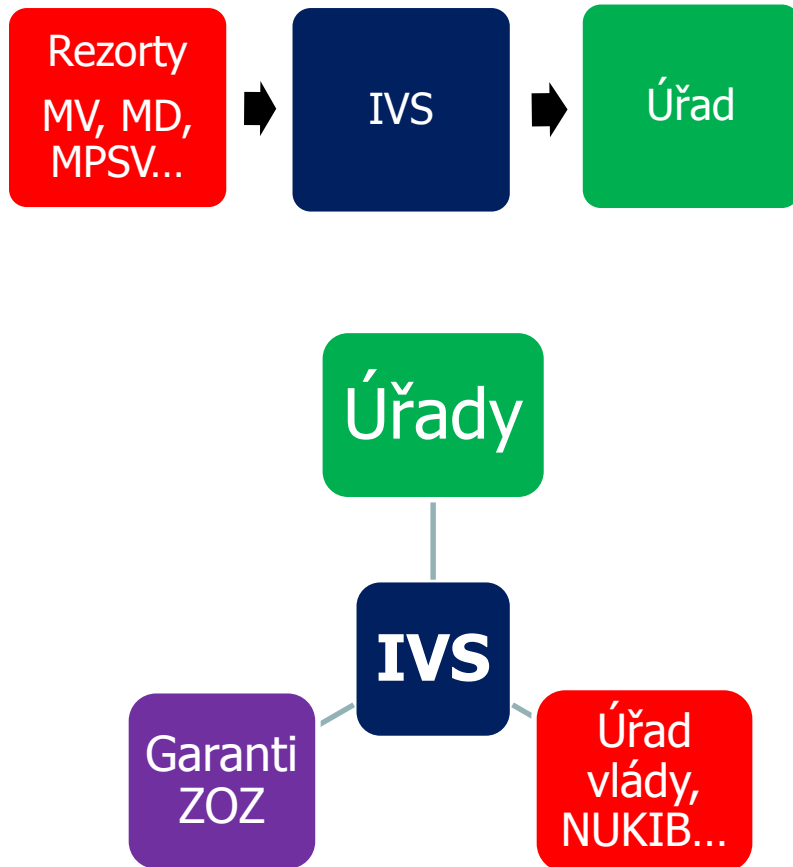 Rezorty
MV, MD,
MPSV...
IVS
Úřad
Úřady
IVS
Garanti
ZOZ
Úřad
vlády,
NUKIB...